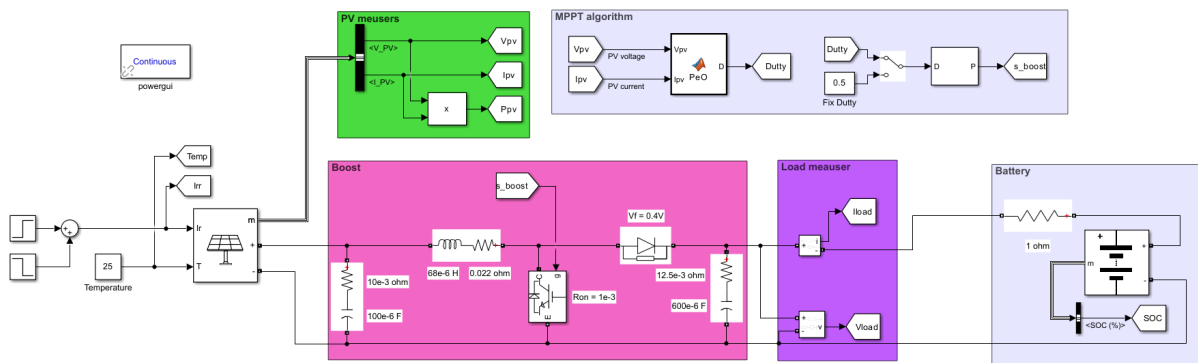 PV meusers
MPPT algorithm
Continuous
powergui
<V_PV>
<I_PV>
Vpv
Ipv
x
Ppv
Vpv
PV voltage
Ipv
PV current
Vpv
Ipv
D
PeO
Dutty
Dutty
0.5
Fix Dutty
D
P
s_boost
Temp
Irr
25
Temperature
Ir
T
m
+
-
Boost
s_boost
68e-6 H
0.022 ohm
10e-3 ohm
100e-6 F
C
g
E
Ron = 1e-3
Vf = 0.4V
12.5e-3 ohm
600e-6 F
Load meauser
Iload
+
i
-
+
-
v
Vload
Battery
1 ohm
+
m
+
-
SOC
<SOC (%)>